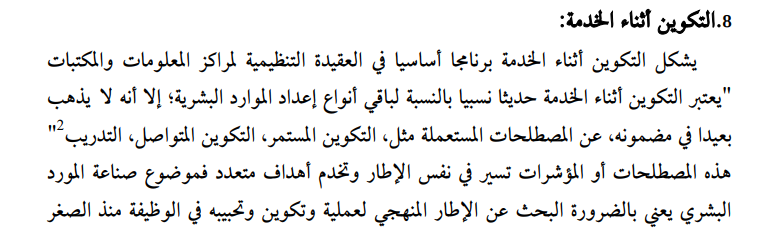 8.التكوين أثناء الخدمة:
يشكل التكوين أثناء الخدمة برنامجا أساسيا في العقيدة التنظيمية لمراكز المعلومات والمكتبات
"يعتبر التكوين أثناء الخدمة حديثا نسبيا بالنسبة لباقي أنواع إعداد الموارد البشرية؛ إلا أنه لا يذهب
بعيدا في مضمونه، عن المصطلحات المستعملة مثل، التكوين المستمر، التكوين المتواصل، التدريب2"
هذه المصطلحات أو المؤشرات تسير في نفس الإطار وتخدم أهداف متعدد فموضوع صناعة المورد
البشري يعني بالضرورة البحث عن الإطار المنهجي لعملية وتكوين وتحبيبه في الوظيفة منذ الصغر